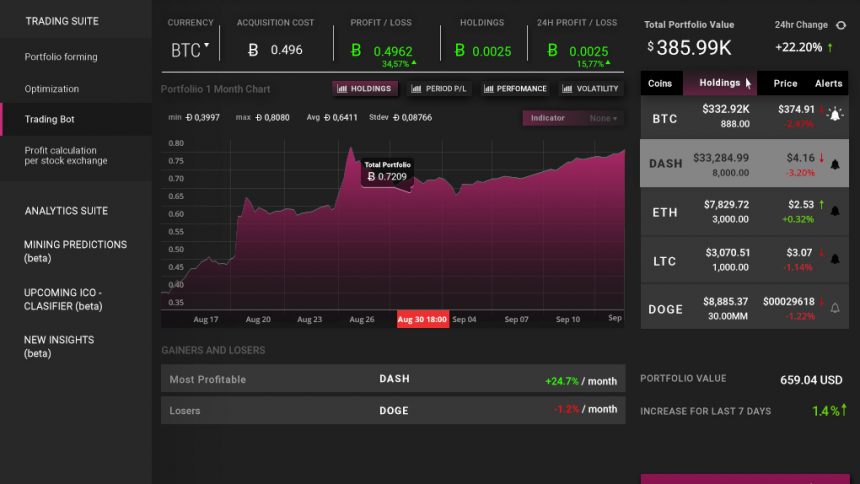 TRADING SUITE
Portfolio forming
Optimization
Trading Bot
Profit calculation
per stock exchange
ANALYTICS SUITE
MINING PREDICTIONS
(beta)
UPCOMING ICO -
CLASIFIER (beta)
NEW INSIGHTS
(beta)
CURRENCY ACQUISITION COST PROFIT / LOSS HOLDINGS 24H PROFIT / LOSS
BTC 0.496 0.4962 0.0025 0.0025
34,57% 15,77%
Portfoliio 1 Month Chart HOLDINGS PERIOD P/L PERFOMANCE VOLATILITY
min Ð 0,3997 max Ð 0,8080 Avg Ð 0,6411 Stdev Ð 0,08766 Indicator None
0.80
0.75
0.70
0.65
0.60
0.55
0.50
0.45
0.40
0.35
Total Portfolio
0.7209
Aug 17 Aug 20 Aug 23 Aug 26 Aug 30 18:00 Sep 04 Sep 07 Sep 10 Sep
GAINERS AND LOSERS
Most Profitable DASH +24.7% / month
Losers DOGE -1.2% / month
Total Portfolio Value 24hr Change
$385.99K +22.20% ↑
Coins Holdings Price Alerts
BTC $332.92K $374.91 ↓
888.00 -2.47%
DASH $33,284.99 $4.16 ↓
8,000.00 -3.20%
ETH $7,829.72 $2.53 ↑
3,000.00 +0.32%
LTC $3,070.51 $3.07 ↓
1,000.00 -1.14%
DOGE $8,885.37 $00029618 ↓
30.00MM -1.22%
PORTFOLIO VALUE 659.04 USD
INCREASE FOR LAST 7 DAYS 1.4%↑